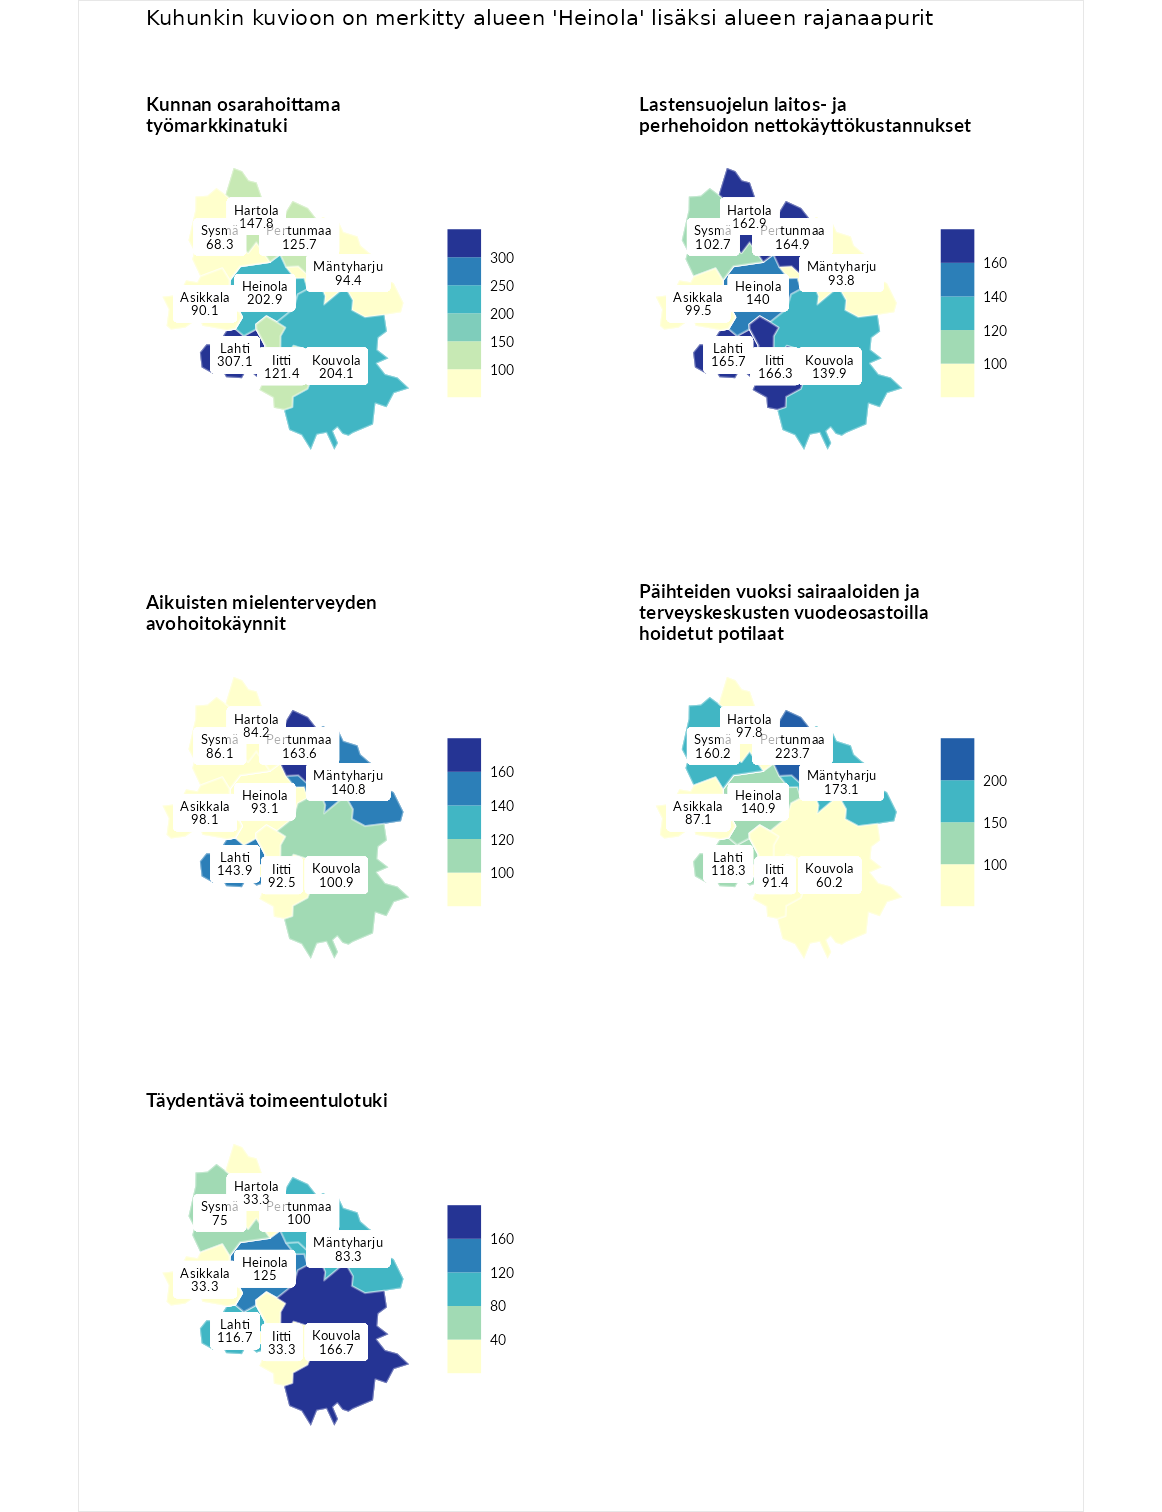 Kuhunkin kuvioon on merkitty alueen 'Heinola' lisäksi alueen rajanaapurit
Kunnan osarahoittama
työmarkkinatuki
Hartola
147.8
Sysmä
68.3
Pertunmaa
125.7
Mäntyharju
94.4
Heinola
202.9
Asikkala
90.1
Lahti
307.1
Iitti
121.4
Kouvola
204.1
300
250
200
150
100
Lastensuojelun laitos- ja
perhehoidon nettokäyttökustannukset
Hartola
162.9
Sysmä
102.7
Pertunmaa
164.9
Mäntyharju
93.8
Heinola
140
Asikkala
99.5
Lahti
165.7
Iitti
166.3
Kouvola
139.9
160
140
120
100
Aikuisten mielenterveyden
avohoitokäynnit
Hartola
84.2
Sysmä
86.1
Pertunmaa
163.6
Mäntyharju
140.8
Heinola
93.1
Asikkala
98.1
Lahti
143.9
Iitti
92.5
Kouvola
100.9
160
140
120
100
Päihteiden vuoksi sairaaloiden ja
terveyskeskusten vuodeosastoilla
hoidetut potilaat
Hartola
97.8
Sysmä
160.2
Pertunmaa
223.7
Mäntyharju
173.1
Heinola
140.9
Asikkala
87.1
Lahti
118.3
Iitti
91.4
Kouvola
60.2
200
150
100
Täydentävä toimeentulotuki
Hartola
33.3
Sysmä
75
Pertunmaa
100
Mäntyharju
83.3
Heinola
125
Asikkala
33.3
Lahti
116.7
Iitti
33.3
Kouvola
166.7
160
120
80
40